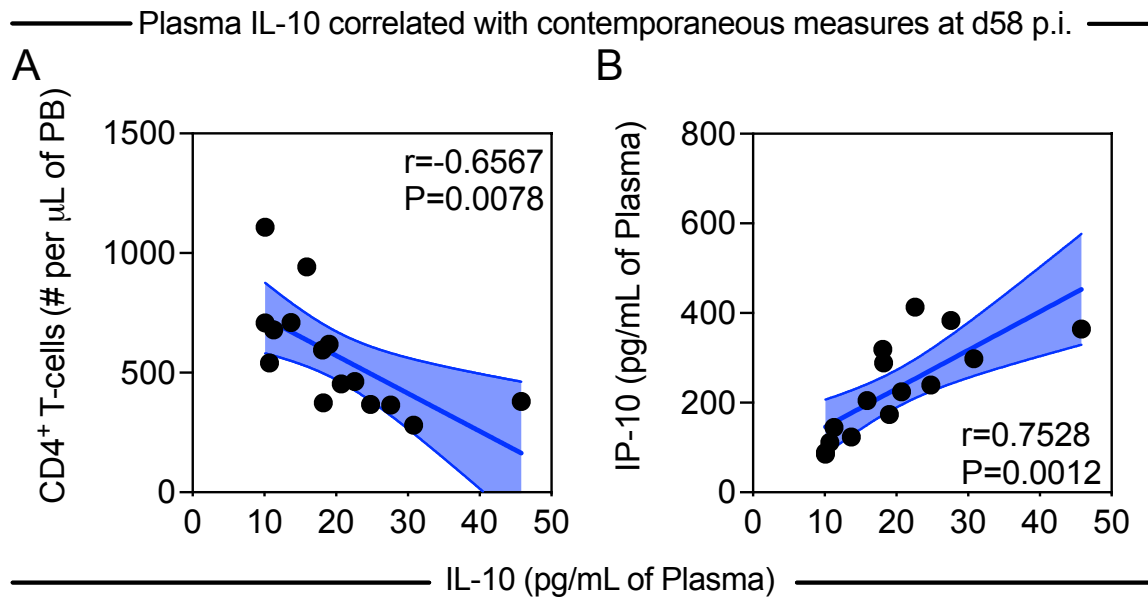 Plasma IL-10 correlated with contemporaneous measures at d58 p.i.
A
CD4⁺ T-cells (# per μL of PB)
1500
1000
500
0
r=-0.6567
P=0.0078
0 10 20 30 40 50
B
IP-10 (pg/mL of Plasma)
800
600
400
200
0
r=0.7528
P=0.0012
0 10 20 30 40 50
IL-10 (pg/mL of Plasma)